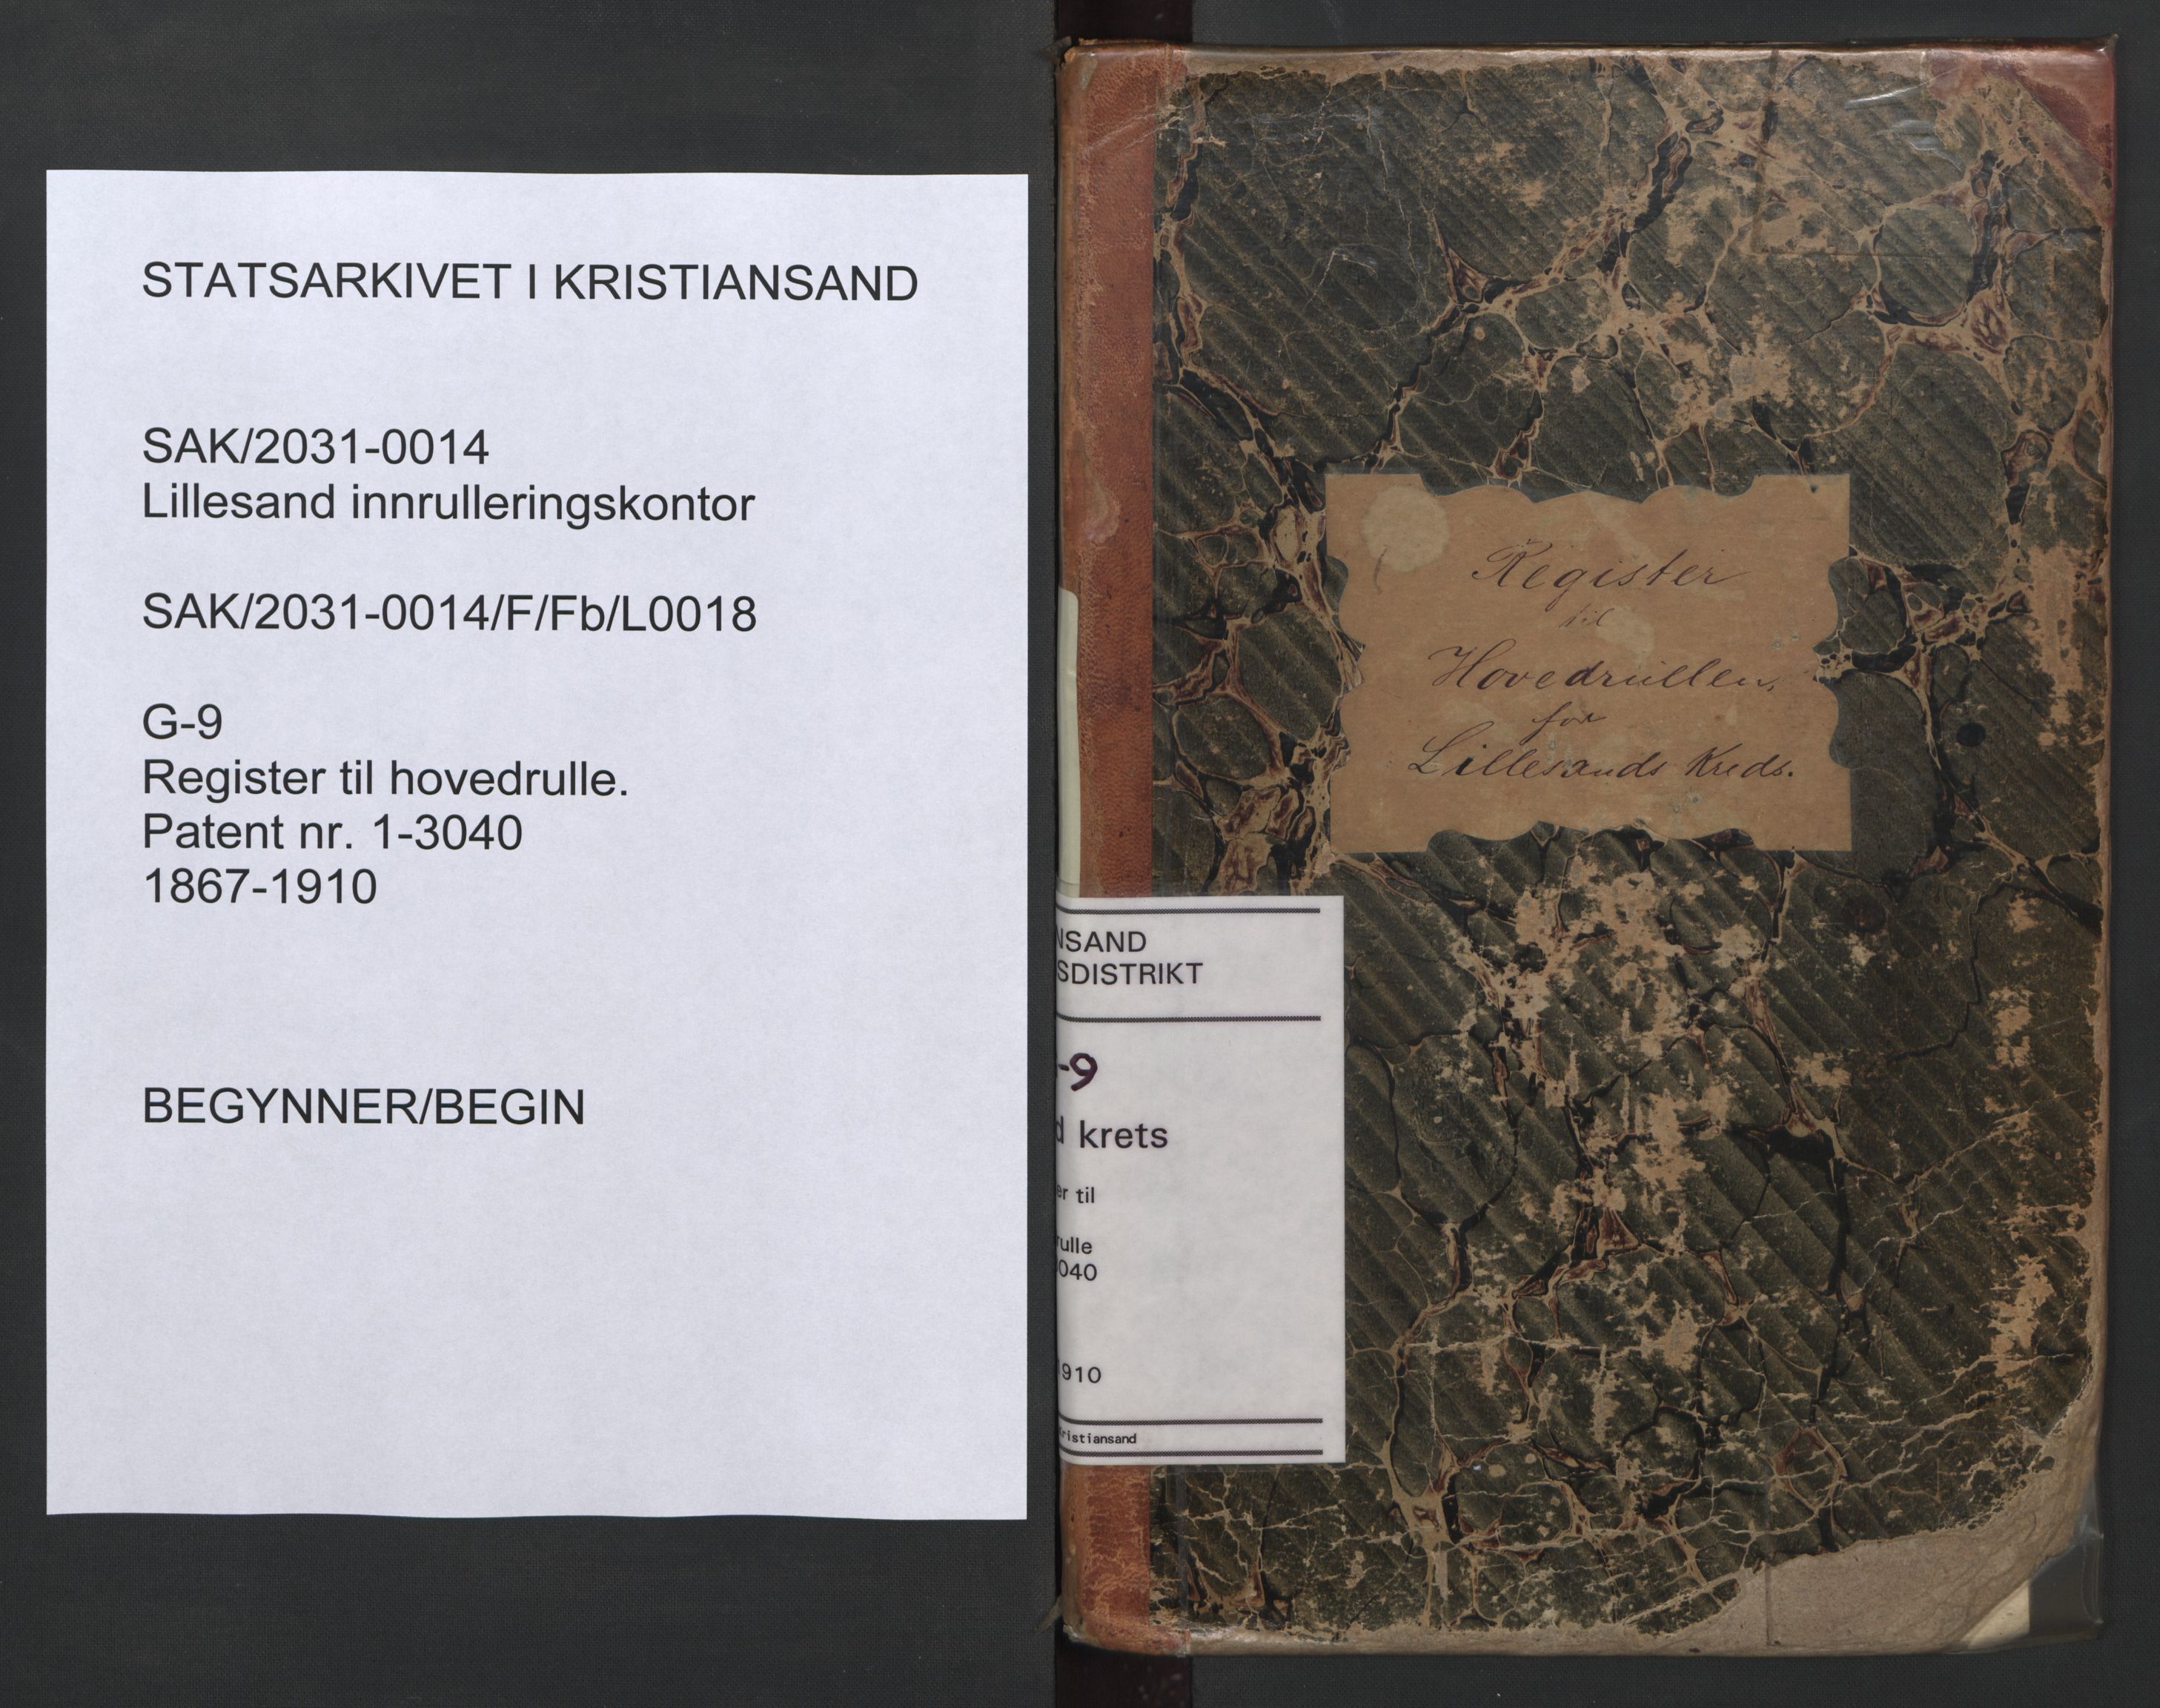 STATSARKIVET I KRISTIANSAND
SAK/2031-0014
Lillesand innrulleringskontor
SAK/2031-0014/F/Fb/L0018
G-9
Register til hovedrulle.
Patent nr. 1-3040
1867-1910
BEGYNNER/BEGIN
Register
til
Hovedrullen
for
Lillesands Kreds.
NSAND
SDISTRIKT
-9
d krets
er til
rulle
040
910
Kristiansand